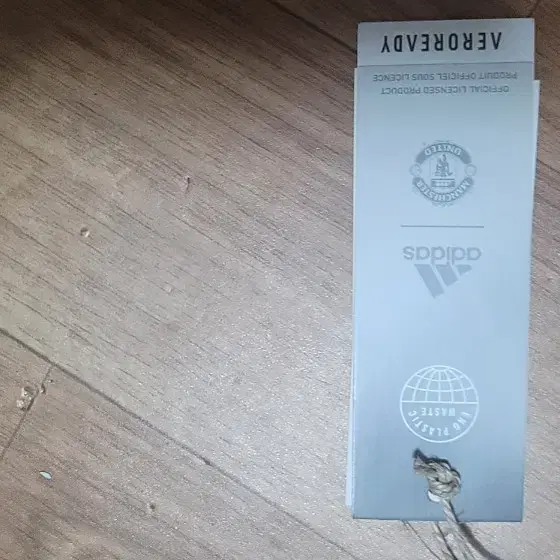 END PLASTIC
WASTE
adidas
MANCHESTER
UNITED
OFFICIAL LICENSED PRODUCT
PRODUIT OFFICIEL SOUS LICENCE
AEROREADY